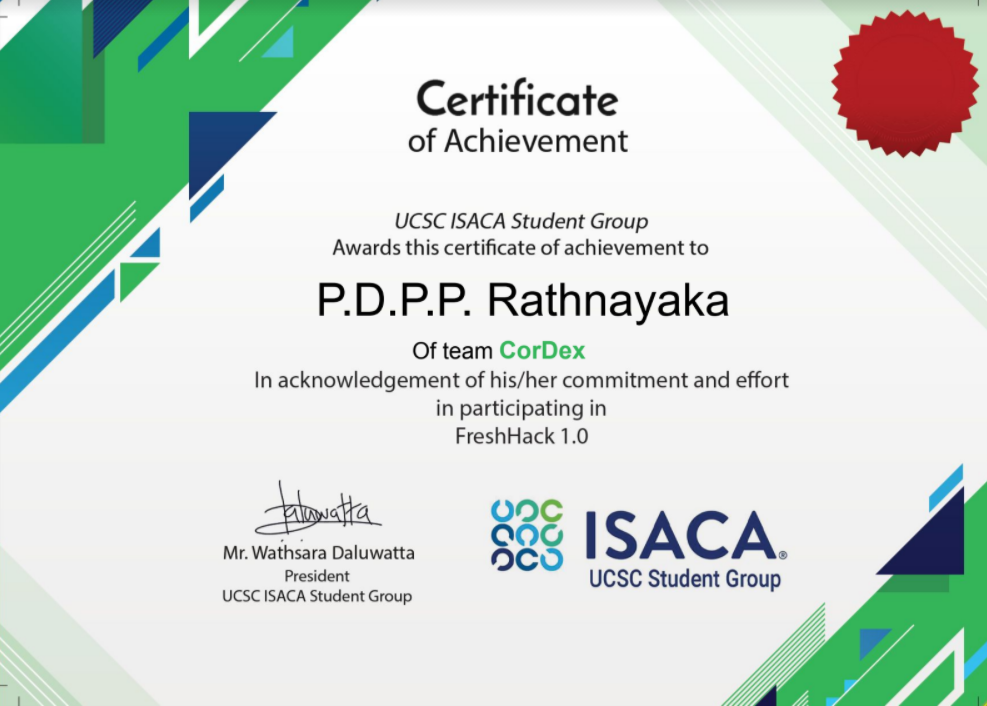 Certificate
of Achievement
UCSC ISACA Student Group
Awards this certificate of achievement to
P.D.P.P. Rathnayaka
Of team CorDex
In acknowledgement of his/her commitment and effort
in participating in
FreshHack 1.0
Daluwatta
Mr. Wathsara Daluwatta
President
UCSC ISACA Student Group
ISACA®
UCSC Student Group